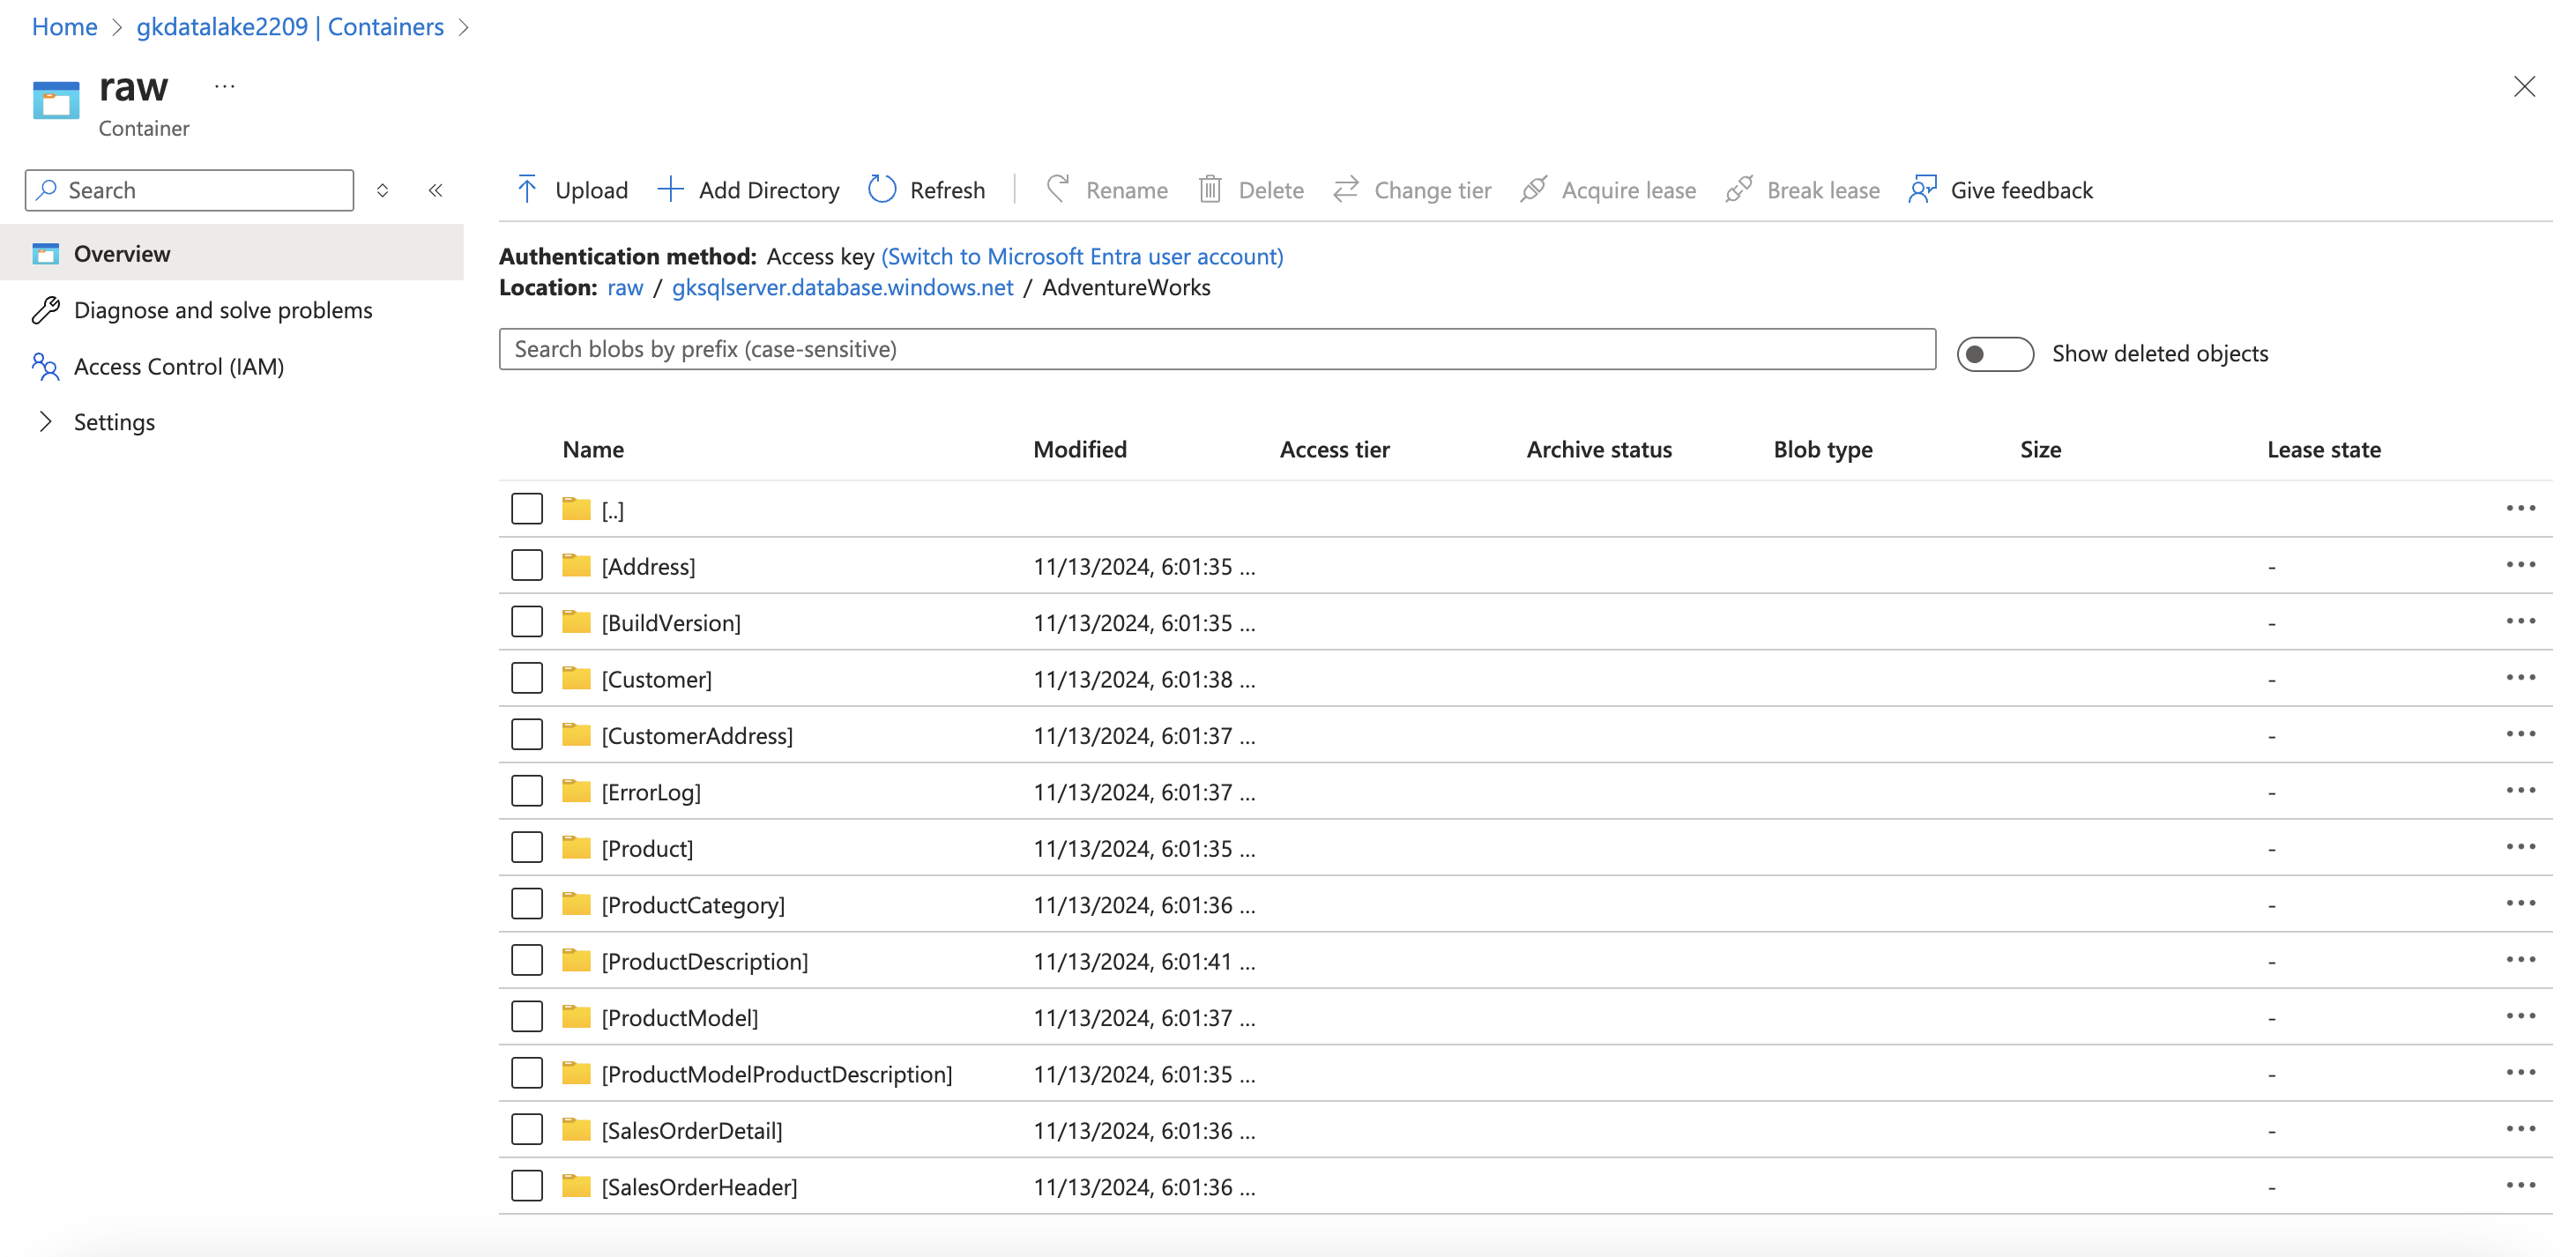 Home > gkdatalake2209 | Containers >
raw ...
Container
Search
Overview
Diagnose and solve problems
Access Control (IAM)
Settings
Upload Add Directory Refresh Rename Delete Change tier Acquire lease Break lease Give feedback
Authentication method: Access key (Switch to Microsoft Entra user account)
Location: raw / gksqlserver.database.windows.net / AdventureWorks
Search blobs by prefix (case-sensitive)
Show deleted objects
Name Modified Access tier Archive status Blob type Size Lease state
[..]
[Address] 11/13/2024, 6:01:35 ... -
[BuildVersion] 11/13/2024, 6:01:35 ... -
[Customer] 11/13/2024, 6:01:38 ... -
[CustomerAddress] 11/13/2024, 6:01:37 ... -
[ErrorLog] 11/13/2024, 6:01:37 ... -
[Product] 11/13/2024, 6:01:35 ... -
[ProductCategory] 11/13/2024, 6:01:36 ... -
[ProductDescription] 11/13/2024, 6:01:41 ... -
[ProductModel] 11/13/2024, 6:01:37 ... -
[ProductModelProductDescription] 11/13/2024, 6:01:35 ... -
[SalesOrderDetail] 11/13/2024, 6:01:36 ... -
[SalesOrderHeader] 11/13/2024, 6:01:36 ... -